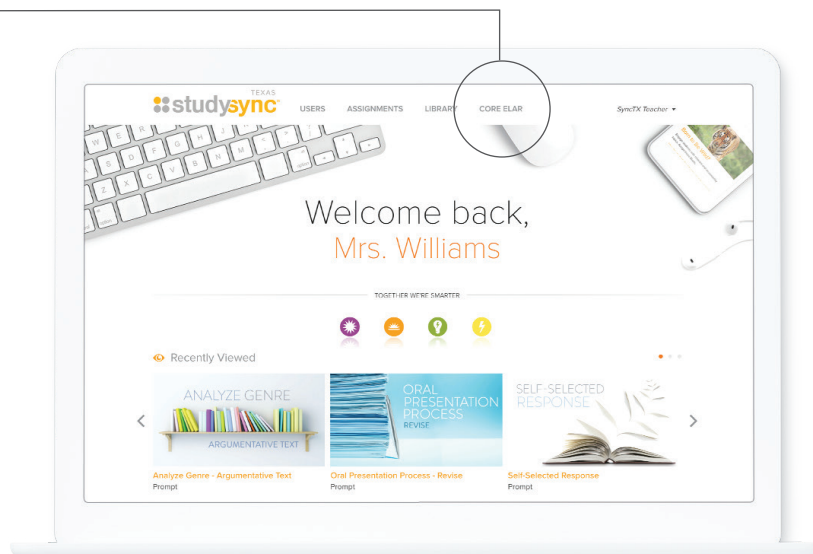 TEXAS
studysync
USERS ASSIGNMENTS LIBRARY CORE ELAR SyncTX Teacher
Welcome back,
Mrs. Williams
TOGETHER WE'RE SMARTER
Recently Viewed
ANALYZE GENRE
ARGUMENTATIVE TEXT
ORAL
PRESENTATION
PROCESS
REVISE
SELF-SELECTED
RESPONSE
Analyze Genre - Argumentative Text
Prompt
Oral Presentation Process - Revise
Prompt
Self-Selected Response
Prompt